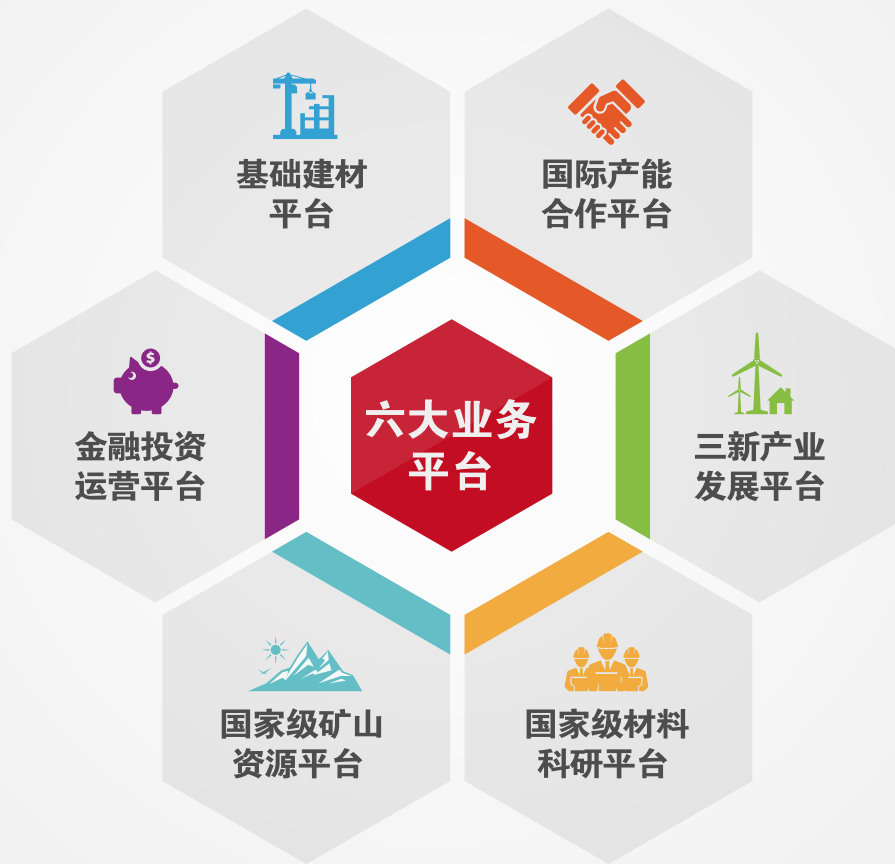 基础建材
平台
国际产能
合作平台
金融投资
运营平台
六大业务
平台
三新产业
发展平台
国家级矿山
资源平台
国家级材料
科研平台